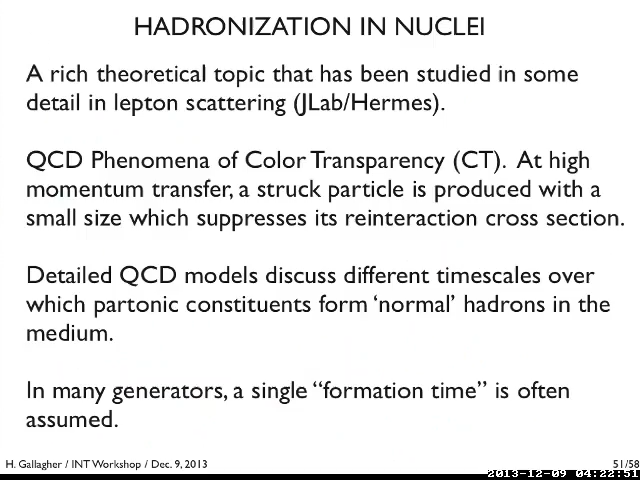 HADRONIZATION IN NUCLEI
A rich theoretical topic that has been studied in some
detail in lepton scattering (JLab/Hermes).
QCD Phenomena of Color Transparency (CT). At high
momentum transfer, a struck particle is produced with a
small size which suppresses its reinteraction cross section.
Detailed QCD models discuss different timescales over
which partonic constituents form ‘normal’ hadrons in the
medium.
In many generators, a single “formation time” is often
assumed.
H. Gallagher / INT Workshop / Dec. 9, 2013
51/58
2013-12-09 04:22:51